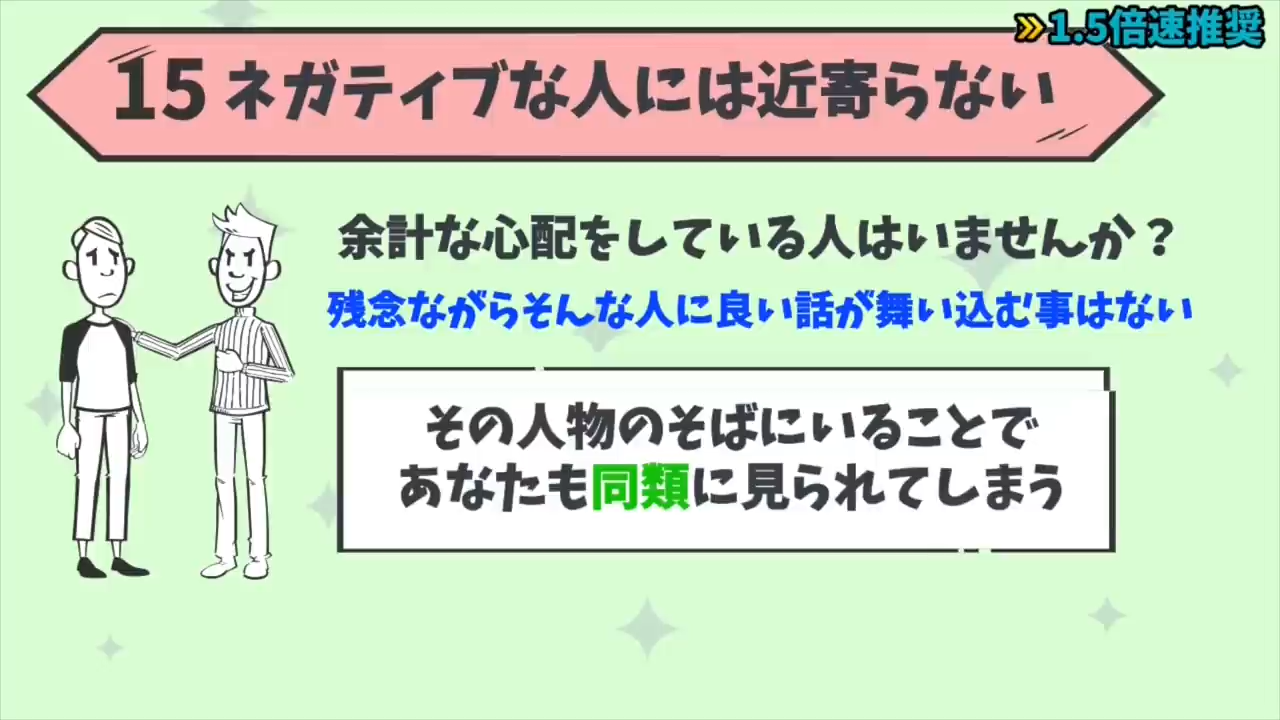 1.5倍速推奨
15 ネガティブな人には近寄らない
余計な心配をしている人はいませんか？
残念ながらそんな人に良い話が舞い込む事はない
その人物のそばにいることで
あなたも同類に見られてしまう